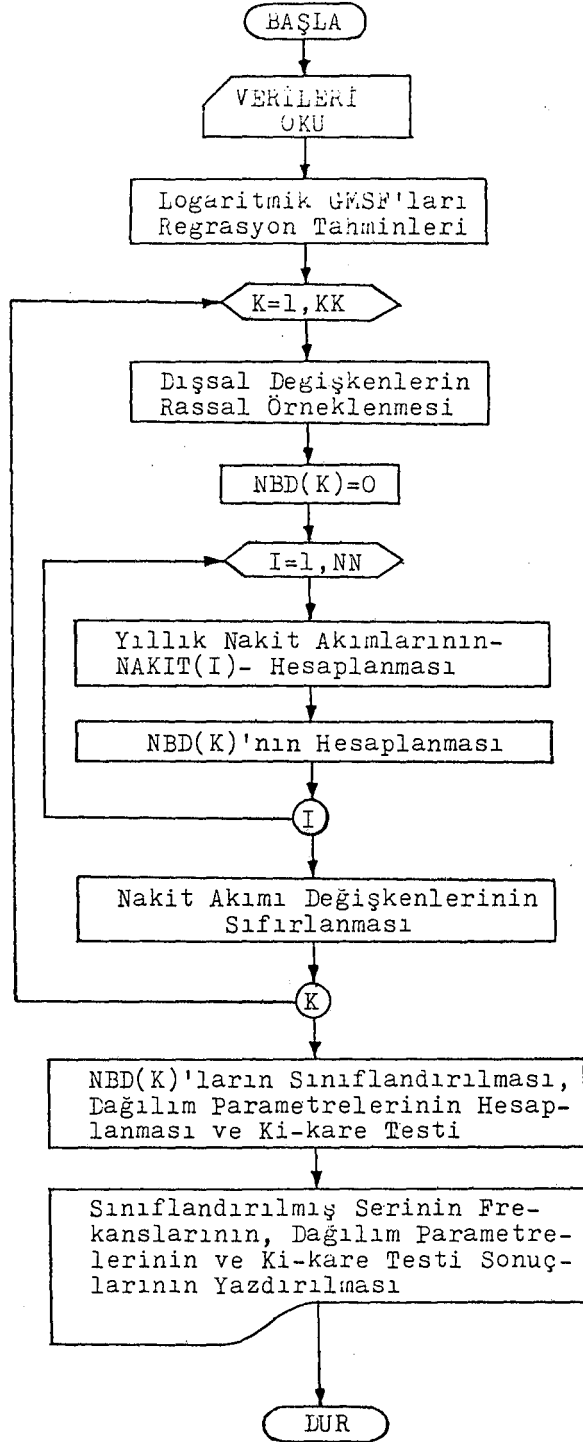 BAŞLA
VERİLERİ
OKU
Logaritmik GMSF'ları
Regrasyon Tahminleri
K=1,KK
Dışsal Degişkenlerin
Rassal Örneklenmesi
NBD(K)=0
I=1,NN
Yıllık Nakit Akımlarının-
NAKIT(I)- Hesaplanması
NBD(K)'nın Hesaplanması
I
Nakit Akımı Değişkenlerinin
Sıfırlanması
K
NBD(K)'ların Sınıflandırılması,
Dağılım Parametrelerinin Hesap-
lanması ve Ki-kare Testi
Sınıflandırılmış Serinin Fre-
kanslarının, Dağılım Parametre-
lerinin ve Ki-kare Testi Sonuç-
larının Yazdırılması
DUR